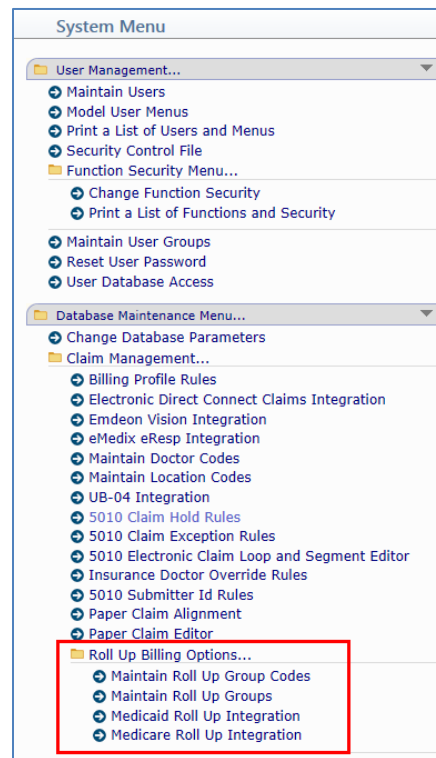 System Menu
User Management...
Maintain Users
Model User Menus
Print a List of Users and Menus
Security Control File
Function Security Menu...
Change Function Security
Print a List of Functions and Security
Maintain User Groups
Reset User Password
User Database Access
Database Maintenance Menu...
Change Database Parameters
Claim Management...
Billing Profile Rules
Electronic Direct Connect Claims Integration
Emdeon Vision Integration
eMedix eResp Integration
Maintain Doctor Codes
Maintain Location Codes
UB-04 Integration
5010 Claim Hold Rules
5010 Claim Exception Rules
5010 Electronic Claim Loop and Segment Editor
Insurance Doctor Override Rules
5010 Submitter Id Rules
Paper Claim Alignment
Paper Claim Editor
Roll Up Billing Options...
Maintain Roll Up Group Codes
Maintain Roll Up Groups
Medicaid Roll Up Integration
Medicare Roll Up Integration